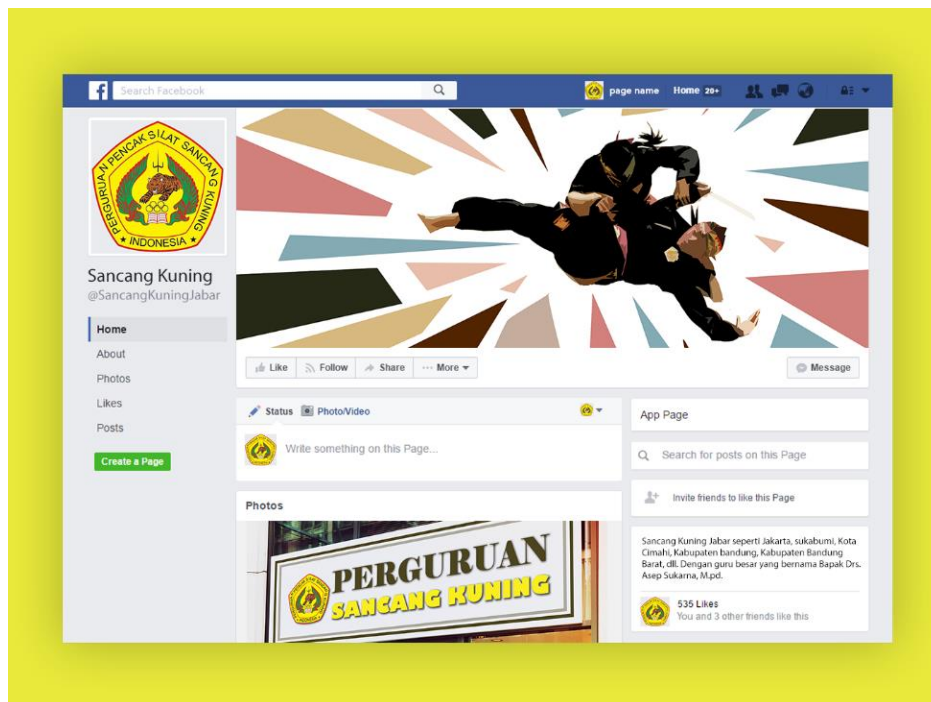 Search Facebook
page name Home 20+
PERGURUAN PENCAK SILAT SANCANG KUNING
INDONESIA
Sancang Kuning
@SancangKuningJabar
Home
About
Photos
Likes
Posts
Create a Page
Like Follow Share More
Message
Status Photo/Video
Write something on this Page...
Photos
PERGURUAN
SANCANG KUNING
App Page
Search for posts on this Page
Invite friends to like this Page
Sancang Kuning Jabar seperti Jakarta, sukabumi, Kota
Cimahi, Kabupaten bandung, Kabupaten Bandung
Barat, dll. Dengan guru besar yang bernama Bapak Drs.
Asep Sukarna, M.pd.
535 Likes
You and 3 other friends like this